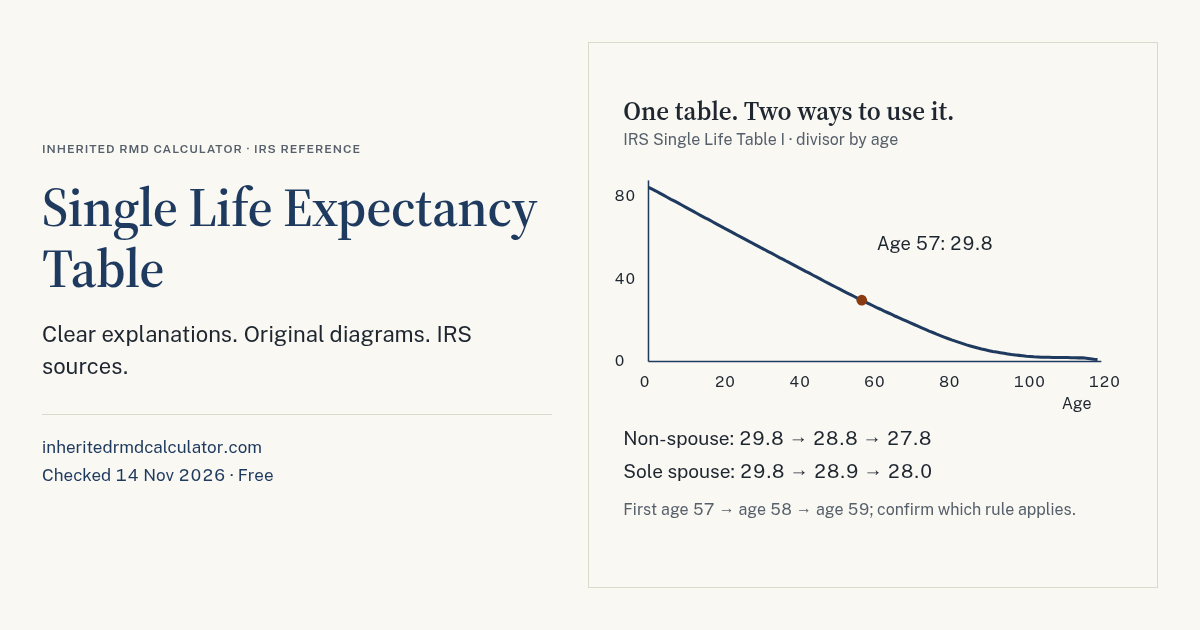 INHERITED RMD CALCULATOR · IRS REFERENCE
Single Life Expectancy
Table
Clear explanations. Original diagrams. IRS
sources.
inheritedrmdcalculator.com
Checked 14 Nov 2026 · Free
One table. Two ways to use it.
IRS Single Life Table I · divisor by age
80
40
0
Age 57: 29.8
0 20 40 60 80 100 120
Age
Non-spouse: 29.8 → 28.8 → 27.8
Sole spouse: 29.8 → 28.9 → 28.0
First age 57 → age 58 → age 59; confirm which rule applies.